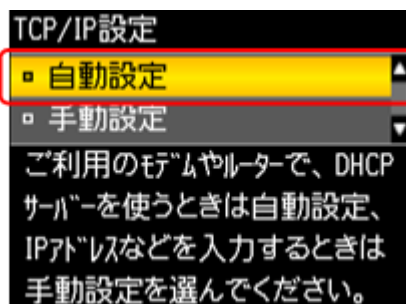 TCP/IP設定
自動設定
手動設定
ご利用のﾓﾃﾞﾑやﾙｰﾀｰで、DHCP
ｻｰﾊﾞｰを使うときは自動設定、
IPｱﾄﾞﾚｽなどを入力するときは
手動設定を選んでください。